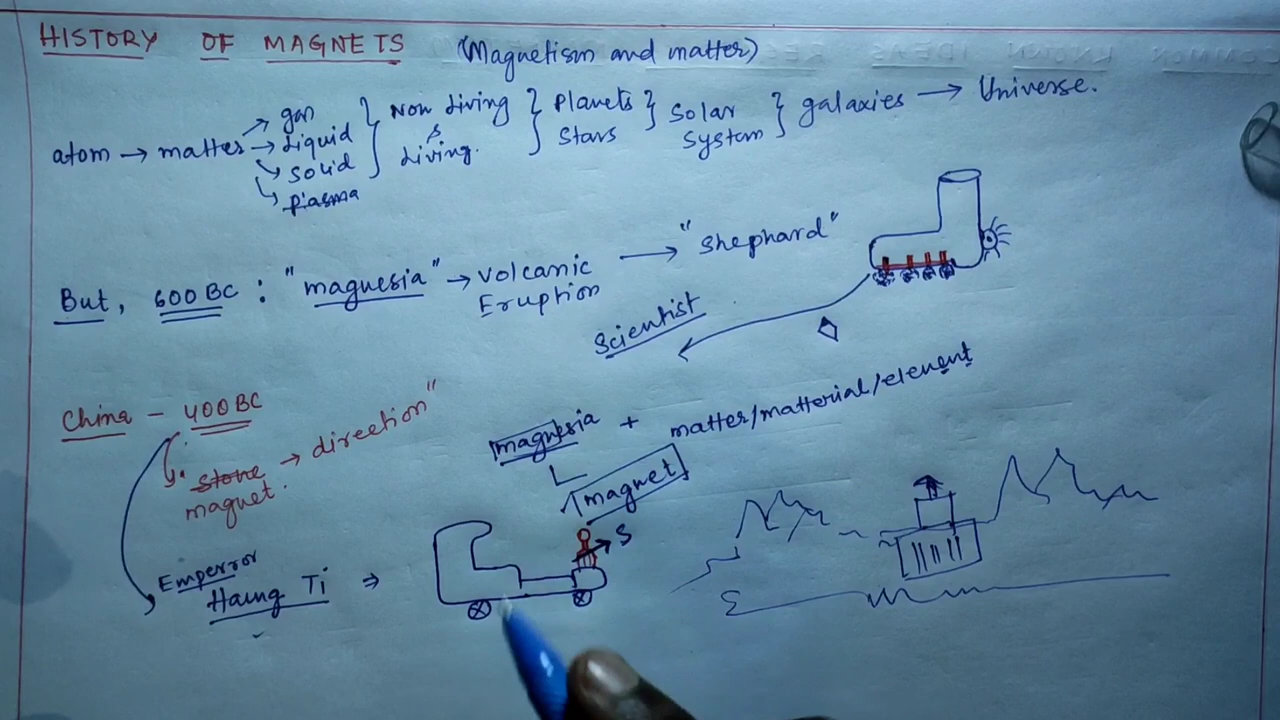 HISTORY OF MAGNETS (Magnetism and matter)
atom → matter → gas } Non living } Planets } Solar } galaxies → Universe.
→ Liquid & living. Stars System
→ solid
→ plasma
But, 600 BC : "magnesia" → volcanic Eruption → "shephard"
Scientist
China - 400 BC
stone → direction"
magnet.
magnesia + matter/matterial/element
magnet
Emperror
Haung Ti ⇒
S